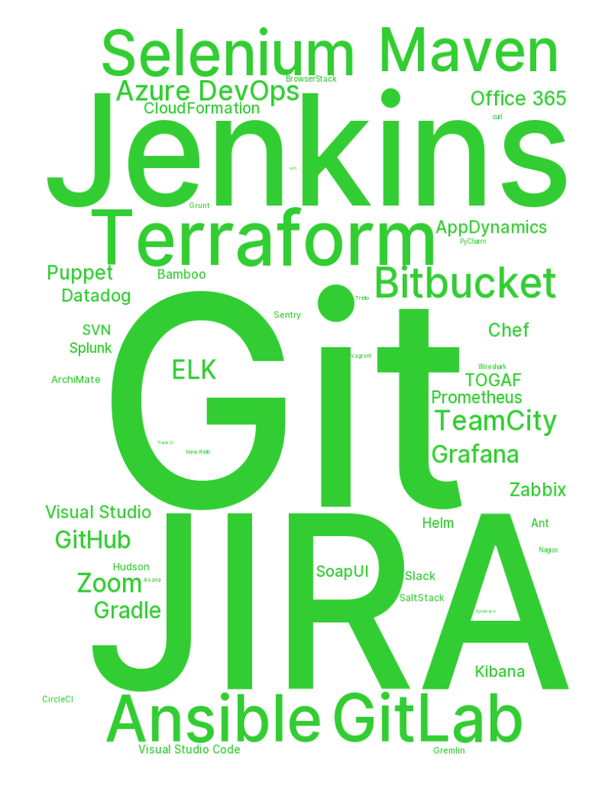 Selenium
Maven
BrowserStack
Azure DevOps
Office 365
CloudFormation
curl
Jenkins
Grunt
Terraform
AppDynamics
PyCharm
Puppet
Bamboo
Bitbucket
Datadog
Trello
Sentry
SVN
Chef
Splunk
Git
Vagrant
ELK
Wireshark
ArchiMate
TOGAF
Prometheus
TeamCity
Travis CI
New Relic
Grafana
Zabbix
Visual Studio
Helm
Ant
GitHub
Nagios
JIRA
Hudson
SoapUI
Slack
Zoom
Asana
SaltStack
Gradle
Dynatrace
Kibana
CircleCI
Ansible
GitLab
Visual Studio Code
Gremlin